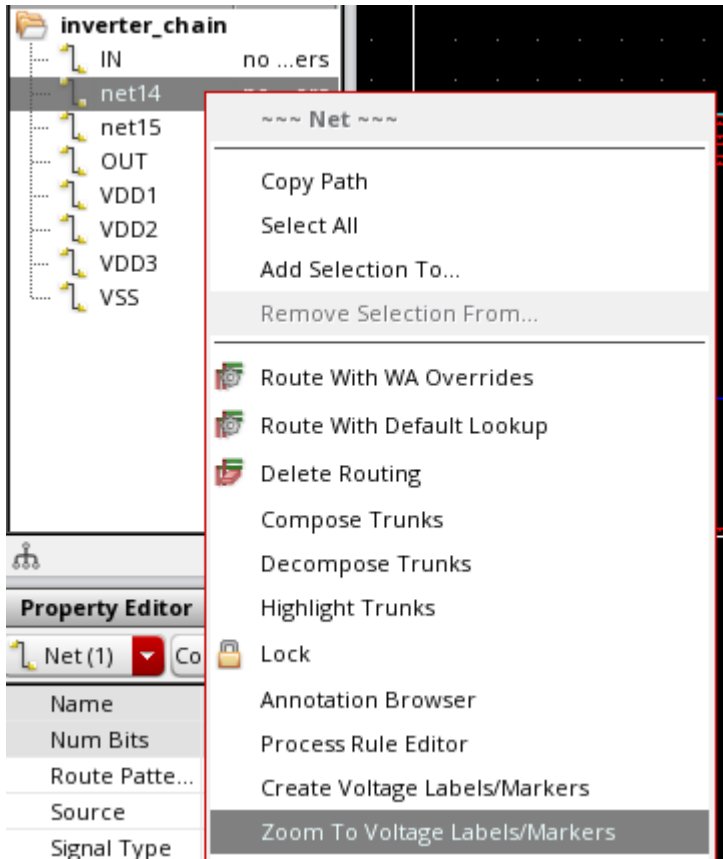 inverter_chain
IN no ...ers
net14
net15
OUT
VDD1
VDD2
VDD3
VSS
~~~ Net ~~~
Copy Path
Select All
Add Selection To...
Remove Selection From...
Route With WA Overrides
Route With Default Lookup
Delete Routing
Compose Trunks
Decompose Trunks
Highlight Trunks
Lock
Annotation Browser
Process Rule Editor
Create Voltage Labels/Markers
Zoom To Voltage Labels/Markers
Property Editor
Net (1) Co
Name
Num Bits
Route Patte...
Source
Signal Type